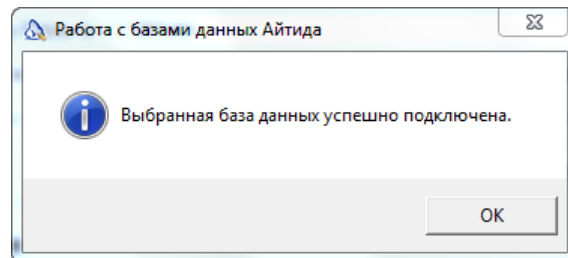 Работа с базами данных Айтида
Выбранная база данных успешно подключена.
OK